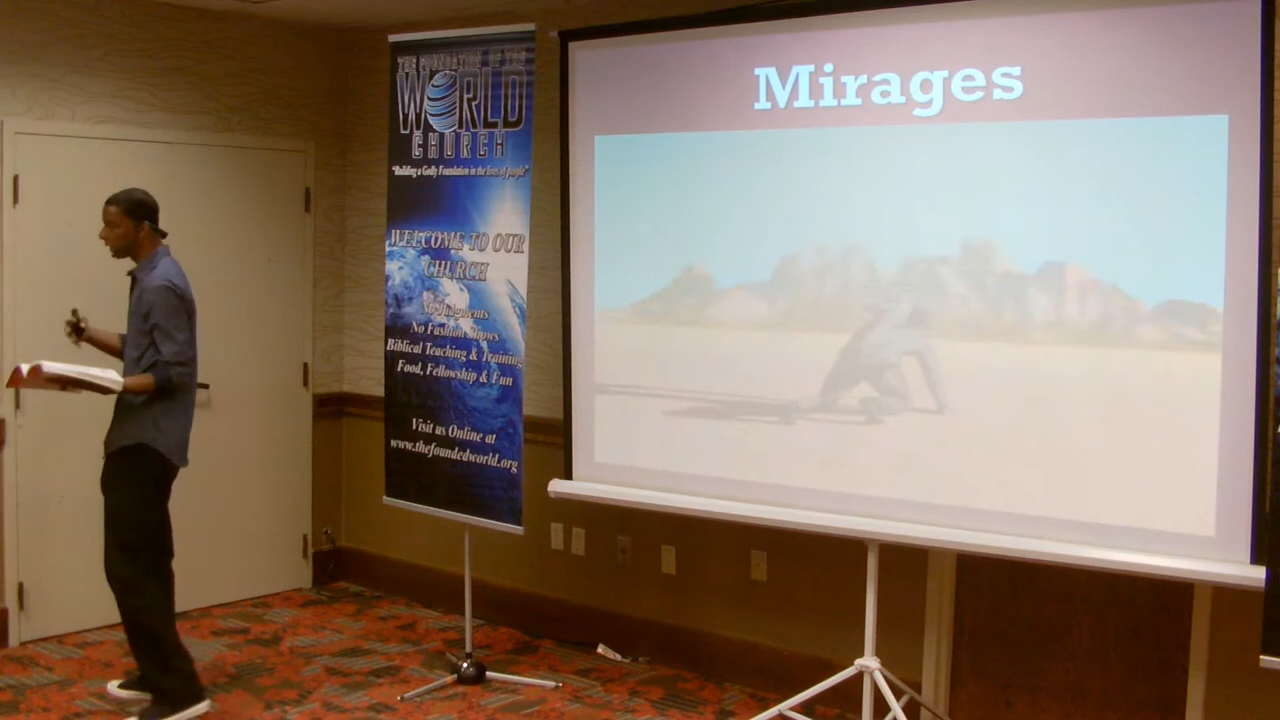 THE FOUNDATION OF THE
WORLD
CHURCH
"Building a Godly Foundation in the lives of people"
WELCOME TO OUR
CHURCH
No Judgments
No Fashion Shows
Biblical Teaching & Training
Food, Fellowship & Fun
Visit us Online at
www.thefoundedworld.org
Mirages